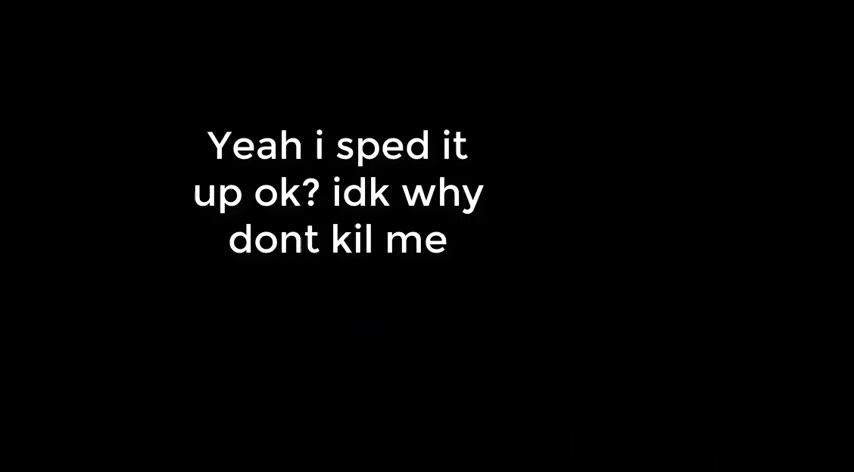 Yeah i sped it
up ok? idk why
dont kil me